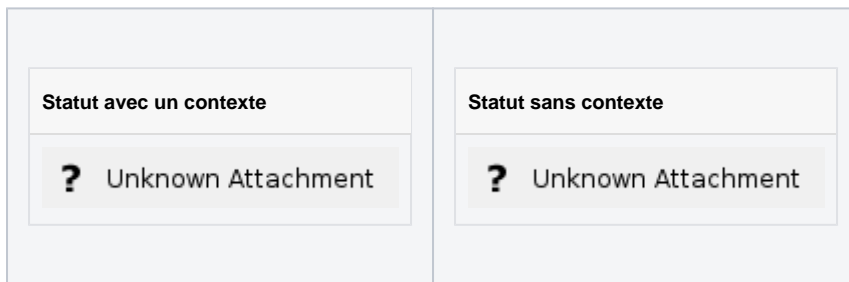 Statut avec un contexte
? Unknown Attachment
Statut sans contexte
? Unknown Attachment